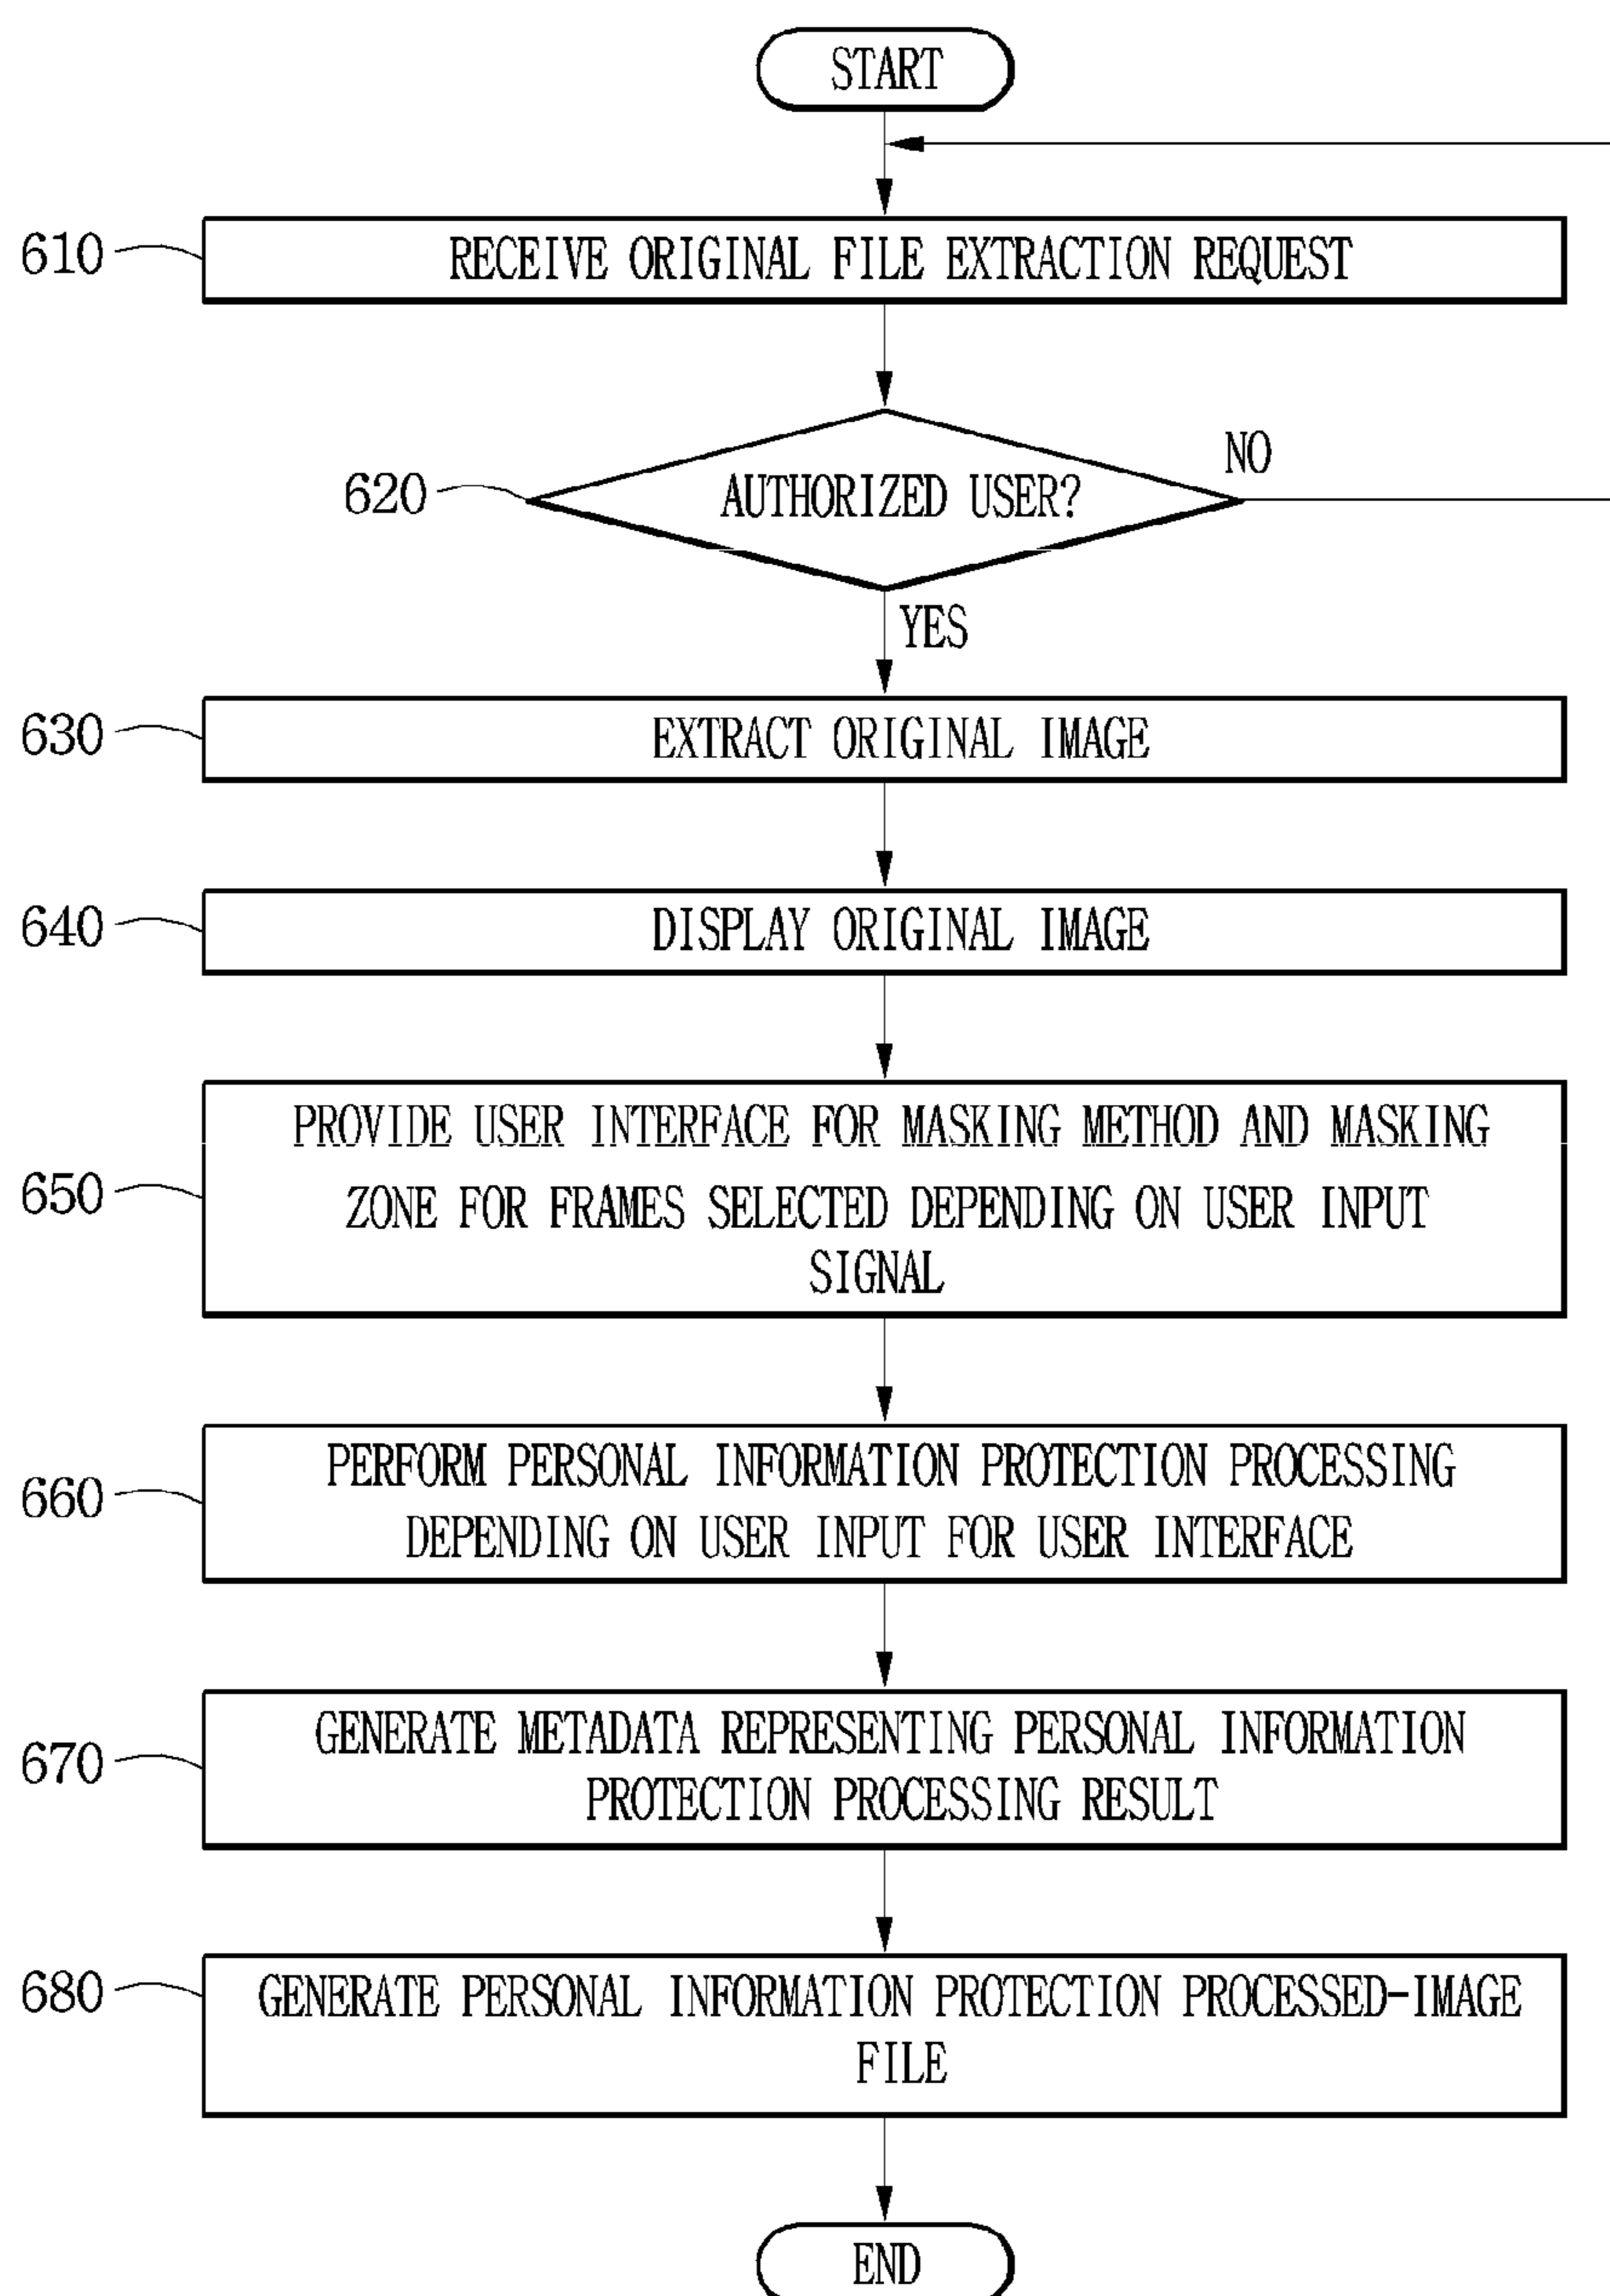 START
610
RECEIVE ORIGINAL FILE EXTRACTION REQUEST
620
AUTHORIZED USER?
NO
YES
630
EXTRACT ORIGINAL IMAGE
640
DISPLAY ORIGINAL IMAGE
650
PROVIDE USER INTERFACE FOR MASKING METHOD AND MASKING
ZONE FOR FRAMES SELECTED DEPENDING ON USER INPUT
SIGNAL
660
PERFORM PERSONAL INFORMATION PROTECTION PROCESSING
DEPENDING ON USER INPUT FOR USER INTERFACE
670
GENERATE METADATA REPRESENTING PERSONAL INFORMATION
PROTECTION PROCESSING RESULT
680
GENERATE PERSONAL INFORMATION PROTECTION PROCESSED-IMAGE
FILE
END